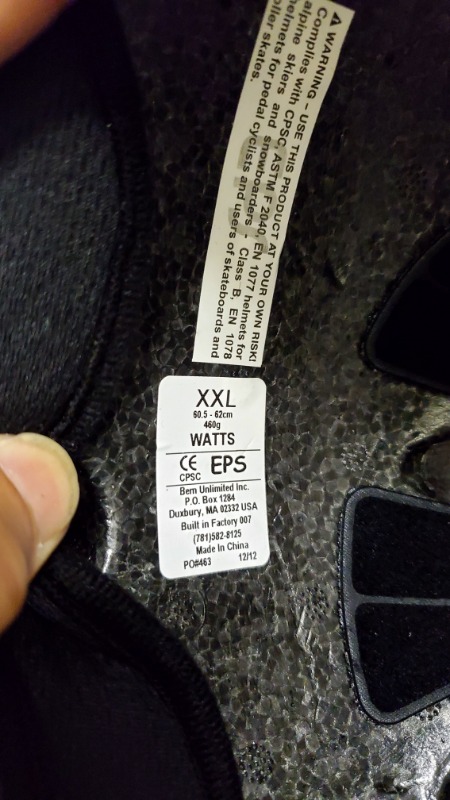 ⚠ WARNING - USE THIS PRODUCT AT YOUR OWN RISK!
Complies with CPSC, ASTM F 2040, EN 1077 helmets for
alpine skiers and snowboarders - Class B, EN 1078
helmets for pedal cyclists and users of skateboards and
roller skates.
XXL
60.5 - 62cm
460g
WATTS
CE EPS
CPSC
Bern Unlimited Inc.
P.O. Box 1284
Duxbury, MA 02332 USA
Built in Factory 007
(781)582-8125
Made In China
PO#463 12/12